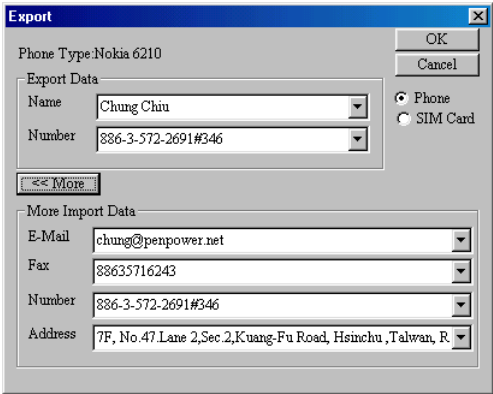 Export
OK
Phone Type:Nokia 6210
Cancel
Export Data
Name Chung Chiu
Phone
SIM Card
Number 886-3-572-2691#346
<< More
More Import Data
E-Mail chung@penpower.net
Fax 88635716243
Number 886-3-572-2691#346
Address 7F, No.47.Lane 2,Sec.2,Kuang-Fu Road, Hsinchu ,Talwan, R